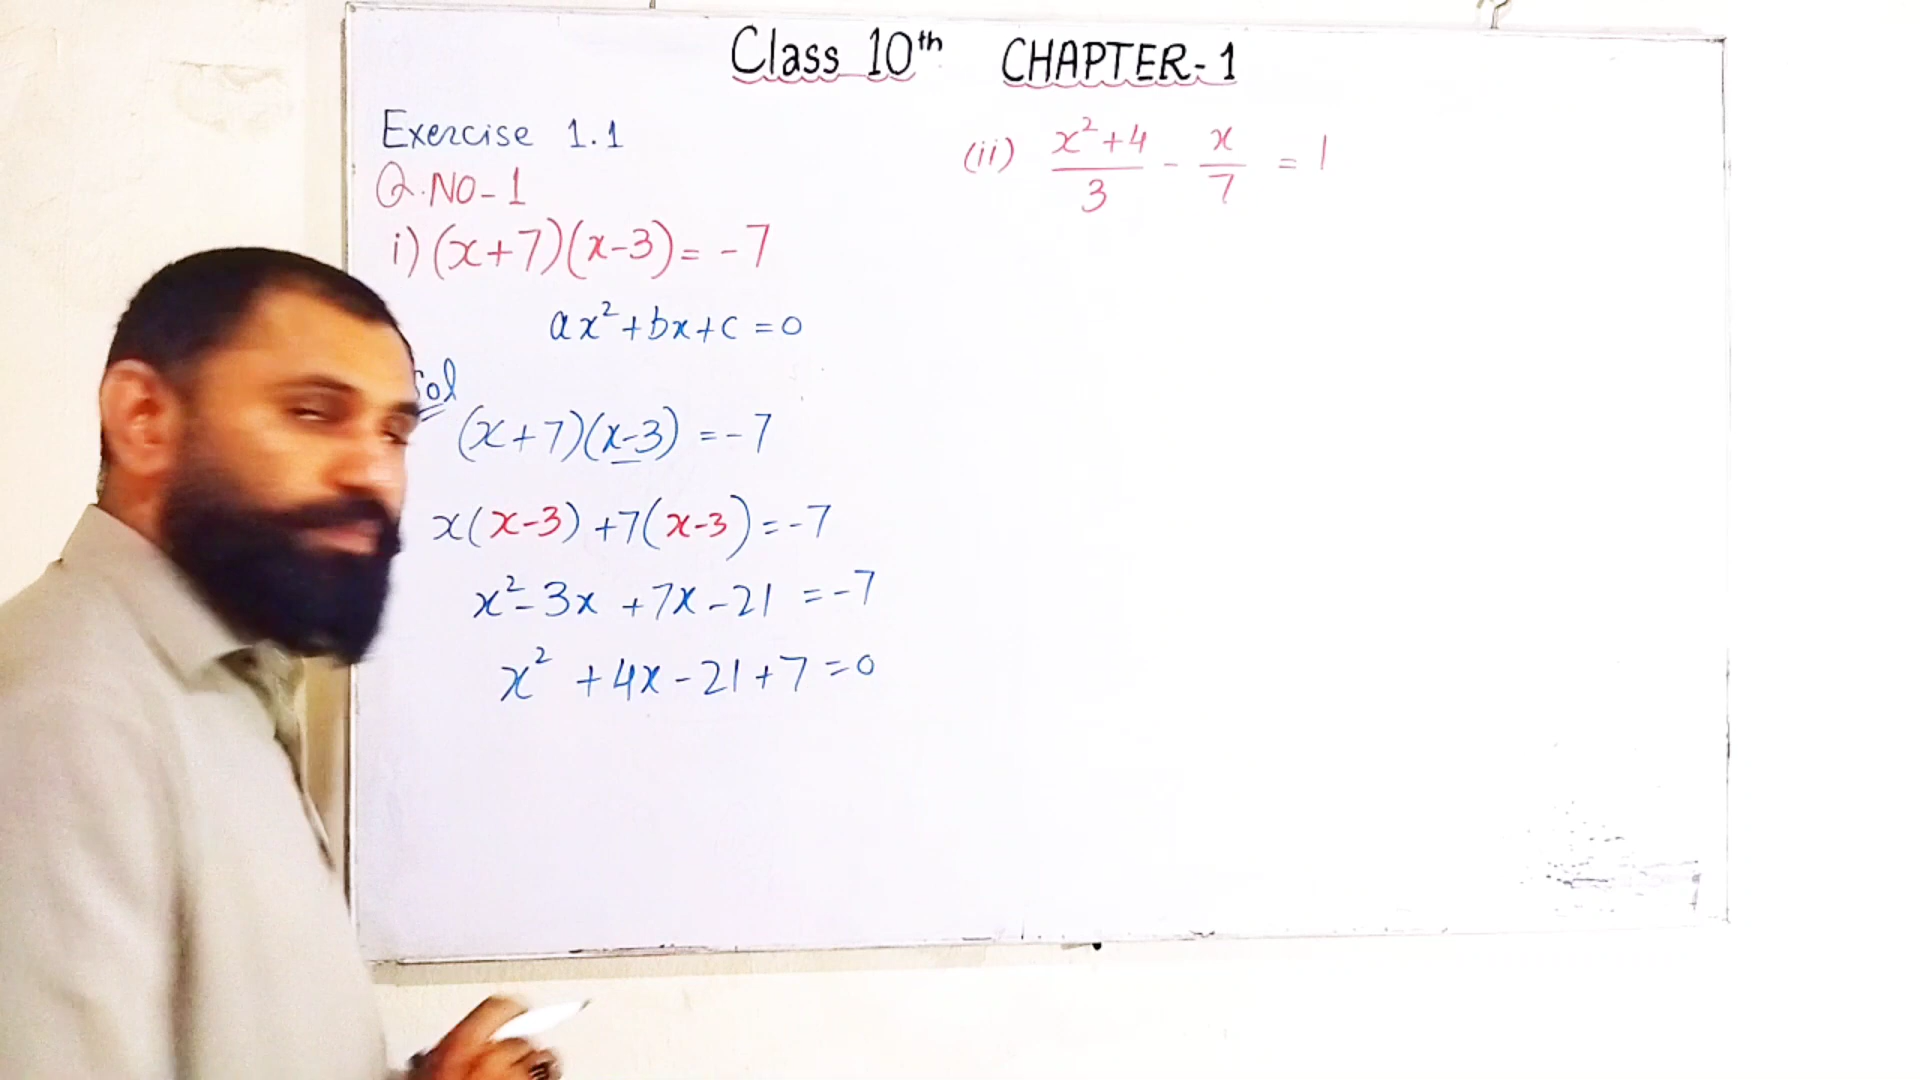 Class 10th CHAPTER-1
Exercise 1.1
Q.NO-1
i) (x+7)(x-3) = -7
ax²+bx+c = 0
Sol
(x+7)(x-3) = -7
x(x-3) +7(x-3) = -7
x²-3x +7x-21 = -7
x² +4x-21+7=0
(ii) (x²+4)/3 - x/7 = 1